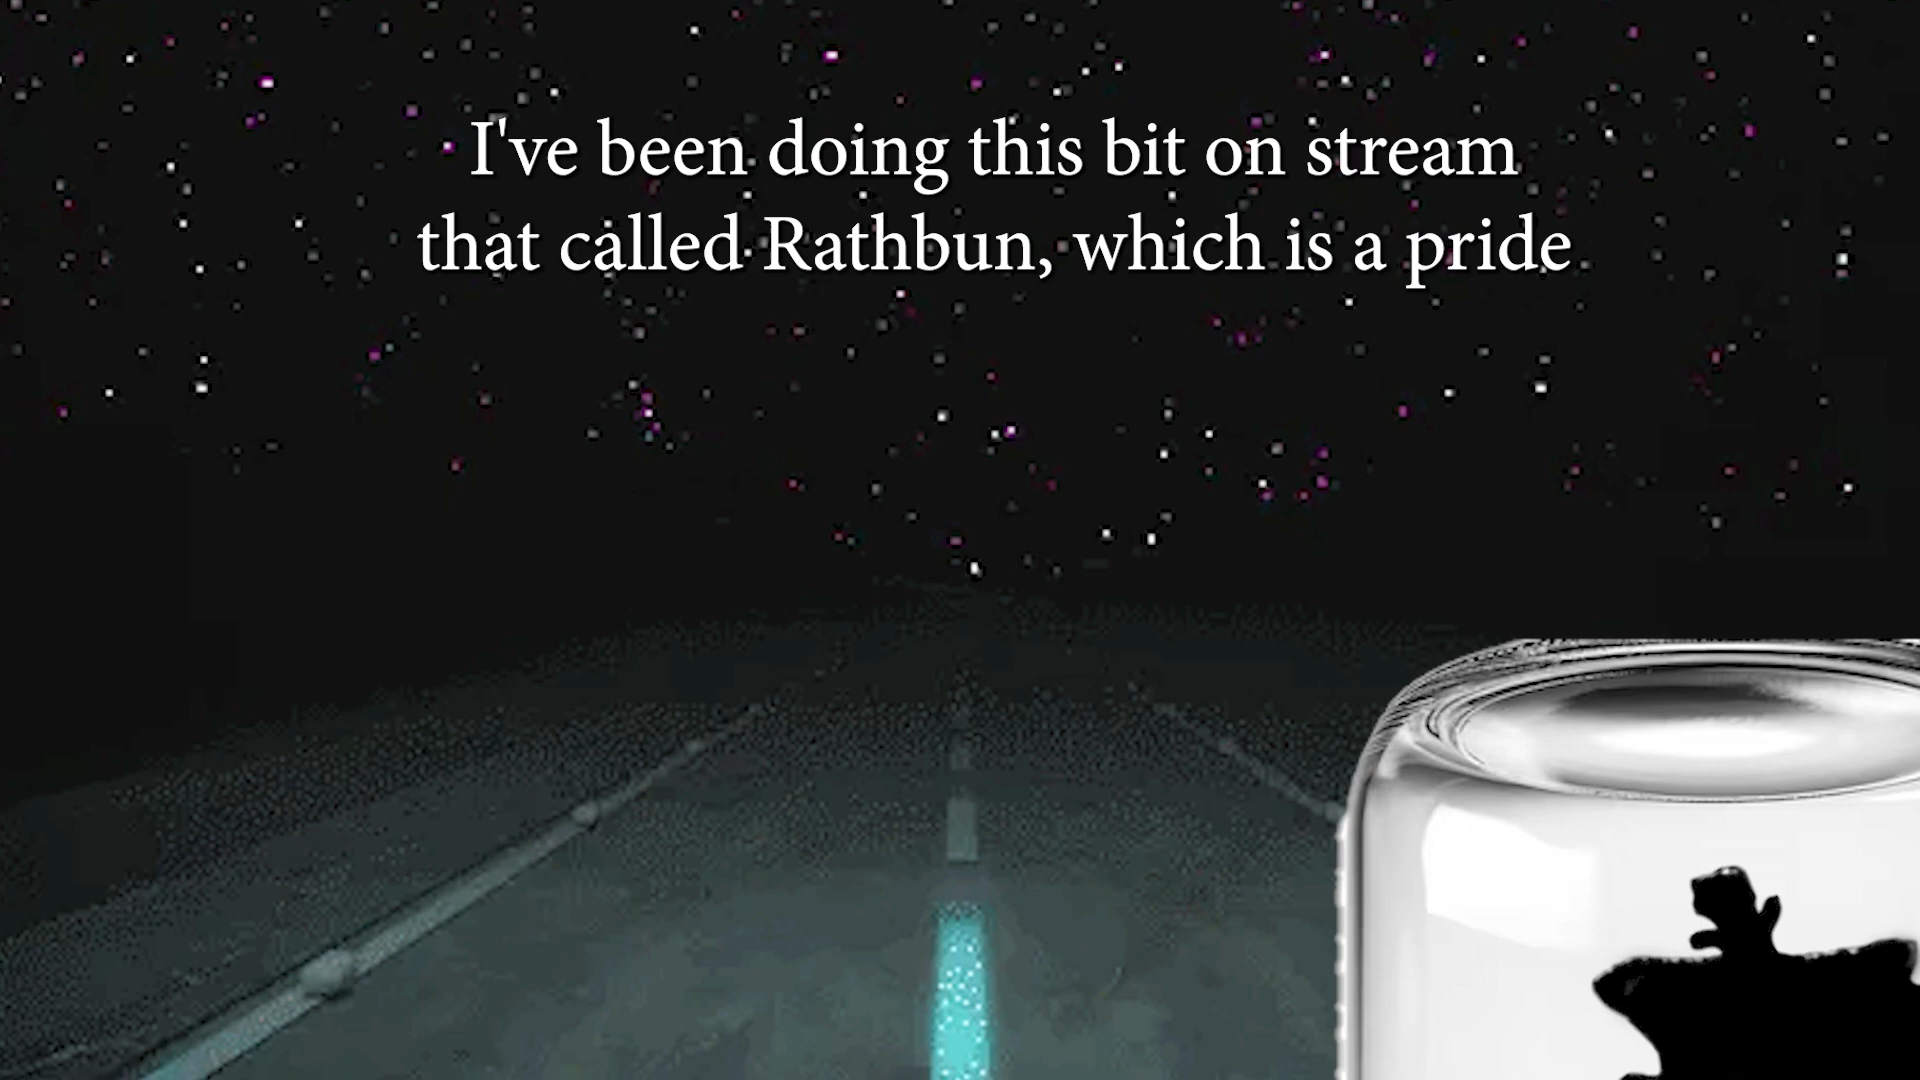 I've been doing this bit on stream
that called Rathbun, which is a pride